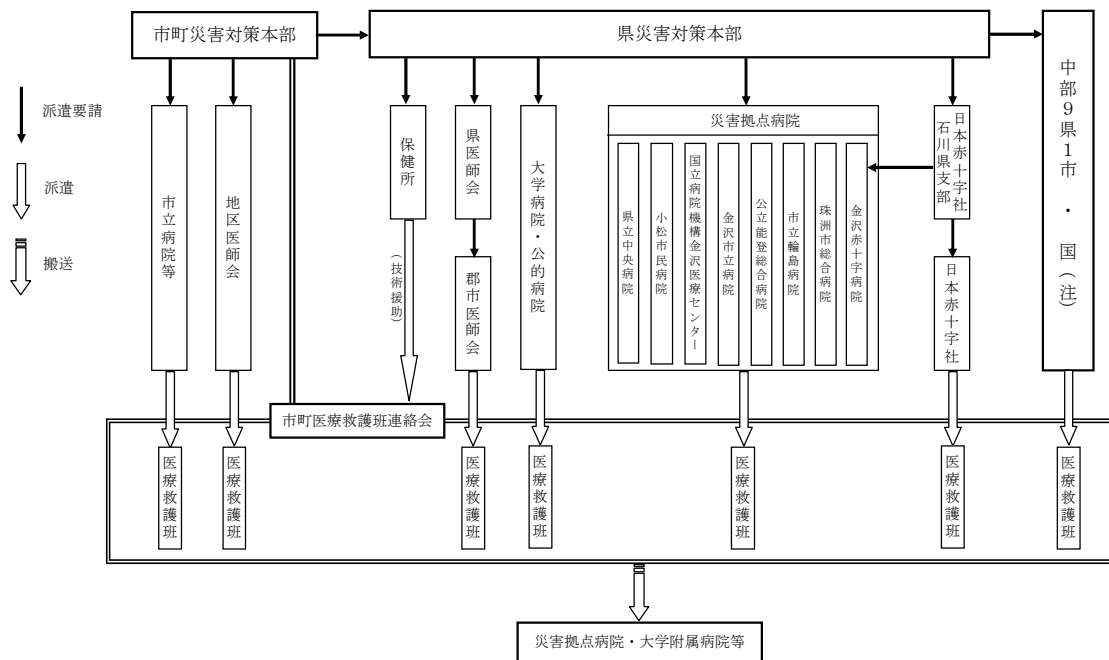 市町災害対策本部
県災害対策本部
中部９県１市　・　国（注）
派遣要請
派遣
搬送
市立病院等
地区医師会
保健所
（技術援助）
県医師会
郡市医師会
大学病院・公的病院
災害拠点病院
県立中央病院
小松市民病院
国立病院機構金沢医療センター
金沢市立病院
公立能登総合病院
市立輪島病院
珠洲市総合病院
金沢赤十字病院
日本赤十字社
石川県支部
日本赤十字社
市町医療救護班連絡会
医療救護班
医療救護班
医療救護班
医療救護班
医療救護班
医療救護班
医療救護班
災害拠点病院・大学附属病院等